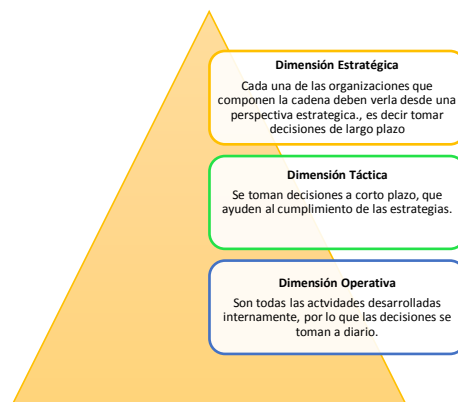 Dimensión Estratégica
Cada una de las organizaciones que
componen la cadena deben verla desde una
perspectiva estrategica., es decir tomar
decisiones de largo plazo
Dimensión Táctica
Se toman decisiones a corto plazo, que
ayuden al cumplimiento de las estrategias.
Dimensión Operativa
Son todas las actvidades desarrolladas
internamente, por lo que las decisiones se
toman a diario.